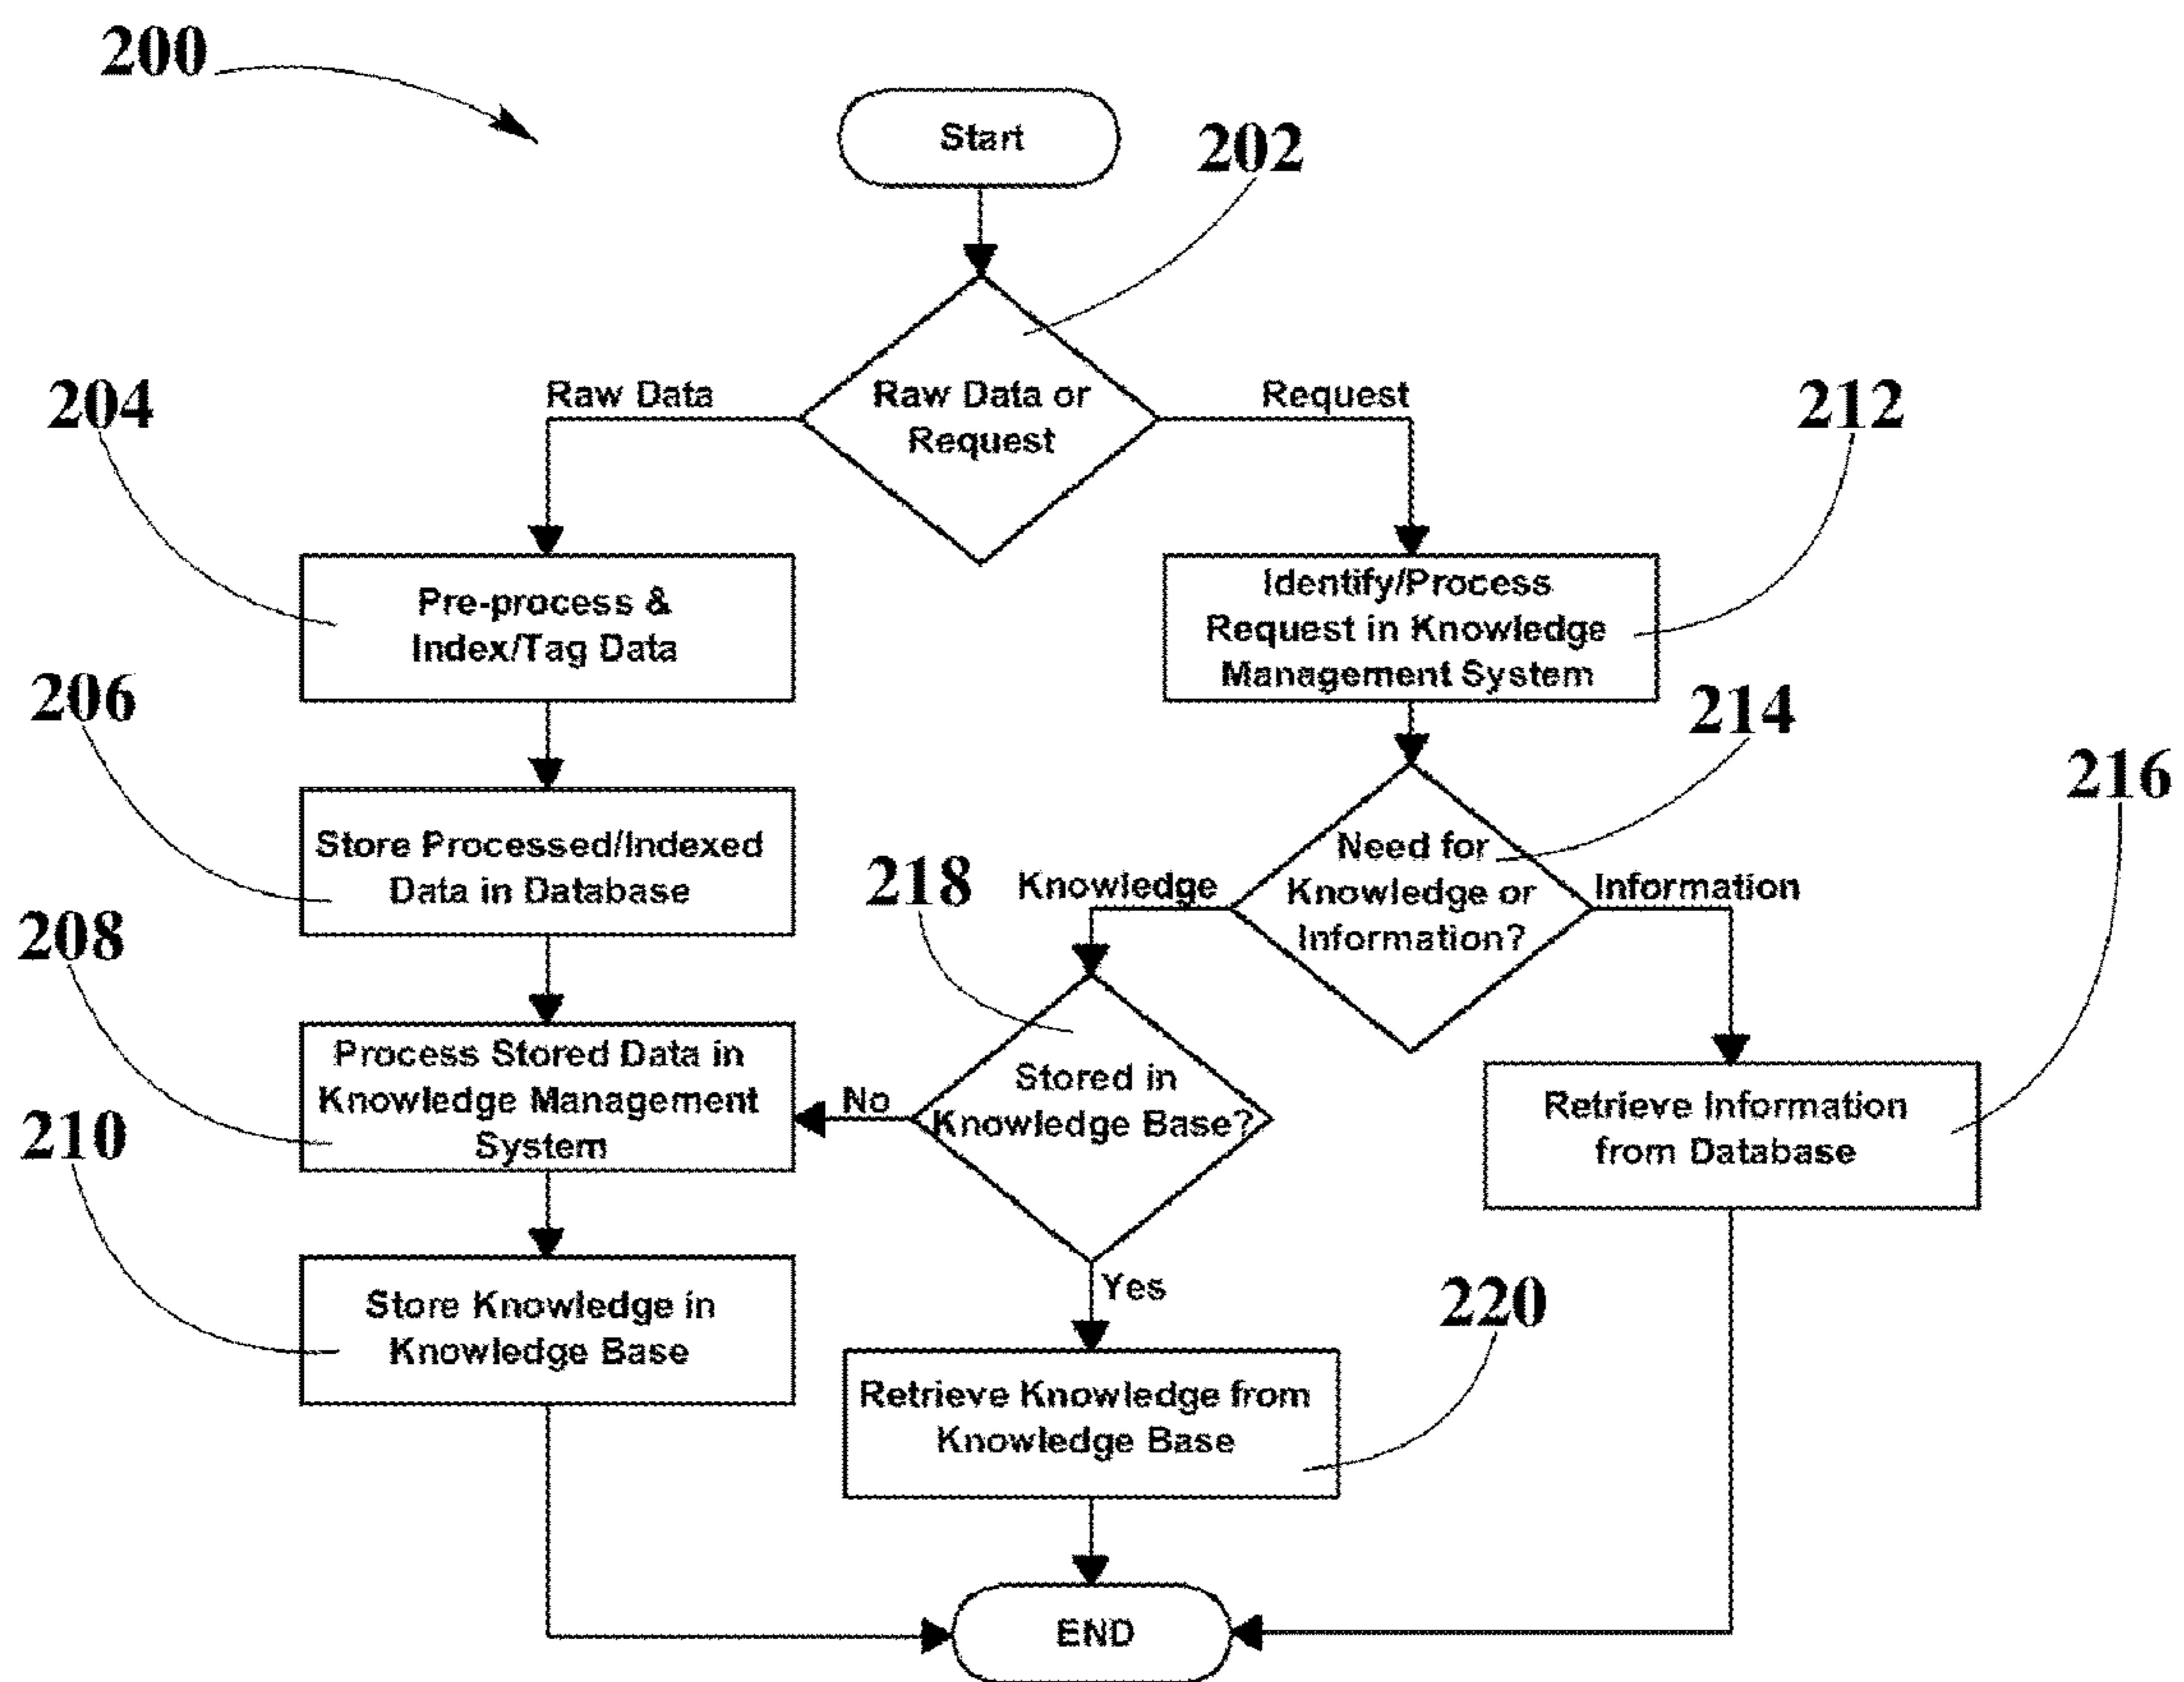 200
Start
202
Raw Data
Raw Data or
Request
Request
204
212
Pre-process &
Index/Tag Data
Identify/Process
Request in Knowledge
Management System
206
214
216
Store Processed/Indexed
Data in Database
218
Knowledge
Need for
Knowledge or
Information?
Information
208
Process Stored Data in
Knowledge Management
System
No
Stored in
Knowledge Base?
Retrieve Information
from Database
210
Yes
Store Knowledge in
Knowledge Base
220
Retrieve Knowledge from
Knowledge Base
END